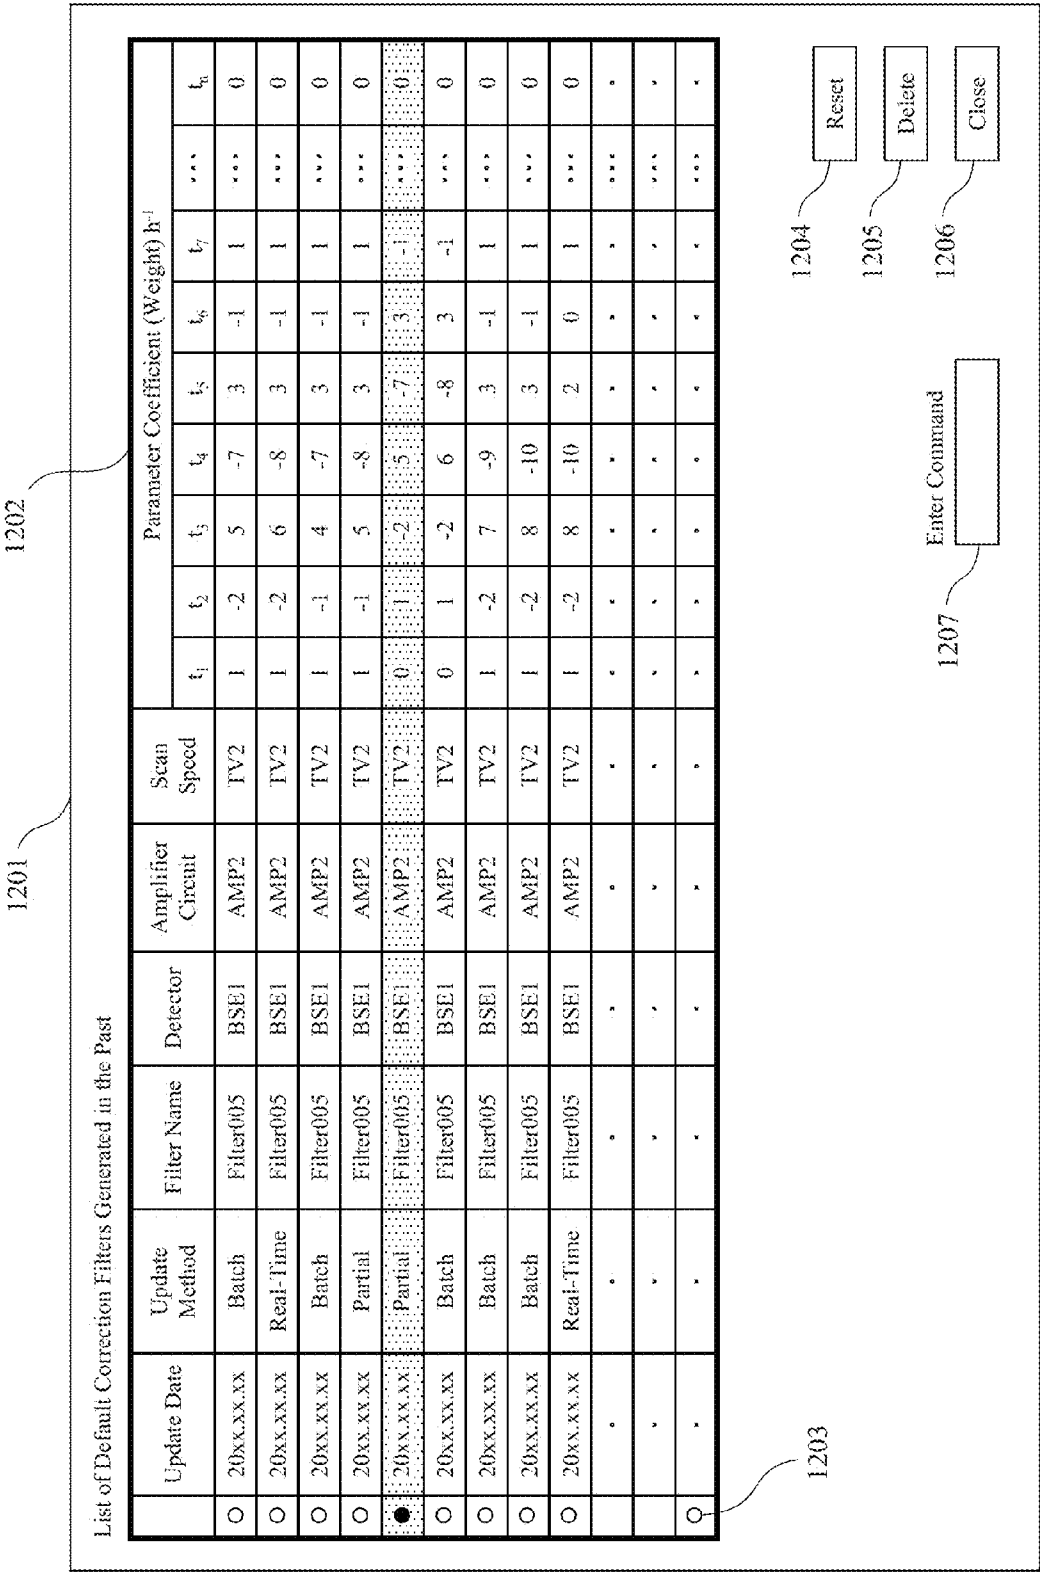 1201
1202
List of Default Correction Filters Generated in the Past
Update Date Update Method Filter Name Detector Amplifier Circuit Scan Speed Parameter Coefficient (Weight) h⁻¹
t₁ t₂ t₃ t₄ t₅ t₆ t₇ ... tₙ
20xx.xx.xx Batch Filter005 BSE1 AMP2 TV2 1 -2 5 -7 3 -1 1 ... 0
20xx.xx.xx Real-Time Filter005 BSE1 AMP2 TV2 1 -2 6 -8 3 -1 1 ... 0
20xx.xx.xx Batch Filter005 BSE1 AMP2 TV2 1 -1 4 -7 3 -1 1 ... 0
20xx.xx.xx Partial Filter005 BSE1 AMP2 TV2 1 -1 5 -8 3 -1 1 ... 0
20xx.xx.xx Partial Filter005 BSE1 AMP2 TV2 0 1 -2 5 -7 3 -1 ... 0
20xx.xx.xx Batch Filter005 BSE1 AMP2 TV2 0 1 -2 6 -8 3 -1 ... 0
20xx.xx.xx Batch Filter005 BSE1 AMP2 TV2 1 -2 7 -9 3 -1 1 ... 0
20xx.xx.xx Batch Filter005 BSE1 AMP2 TV2 1 -2 8 -10 3 -1 1 ... 0
20xx.xx.xx Real-Time Filter005 BSE1 AMP2 TV2 1 -2 8 -10 2 0 1 ... 0
1203
1204 Reset
1205 Delete
Enter Command
1207
1206 Close